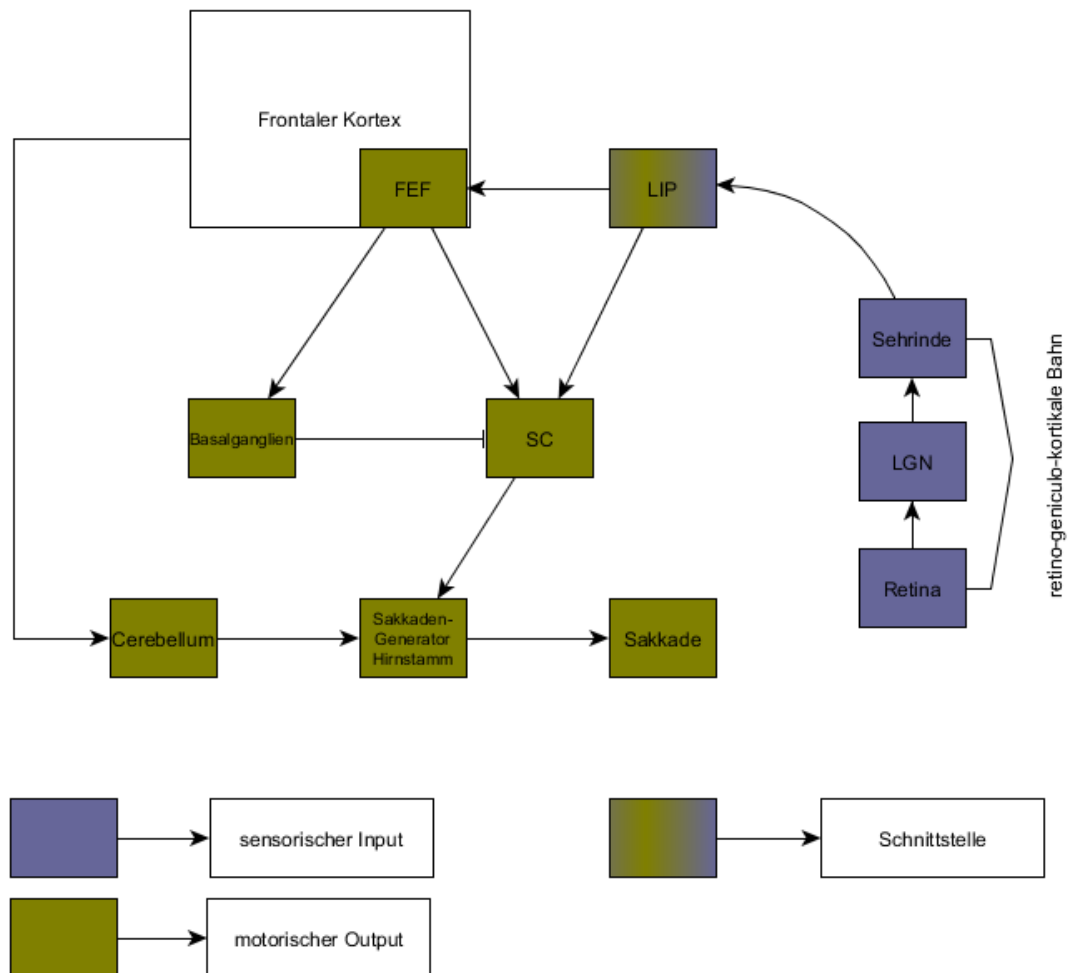 Frontaler Kortex
FEF
LIP
Sehrinde
LGN
Retina
retino-geniculo-kortikale Bahn
Basalganglien
SC
Cerebellum
Sakkaden-
Generator
Hirnstamm
Sakkade
sensorischer Input
Schnittstelle
motorischer Output